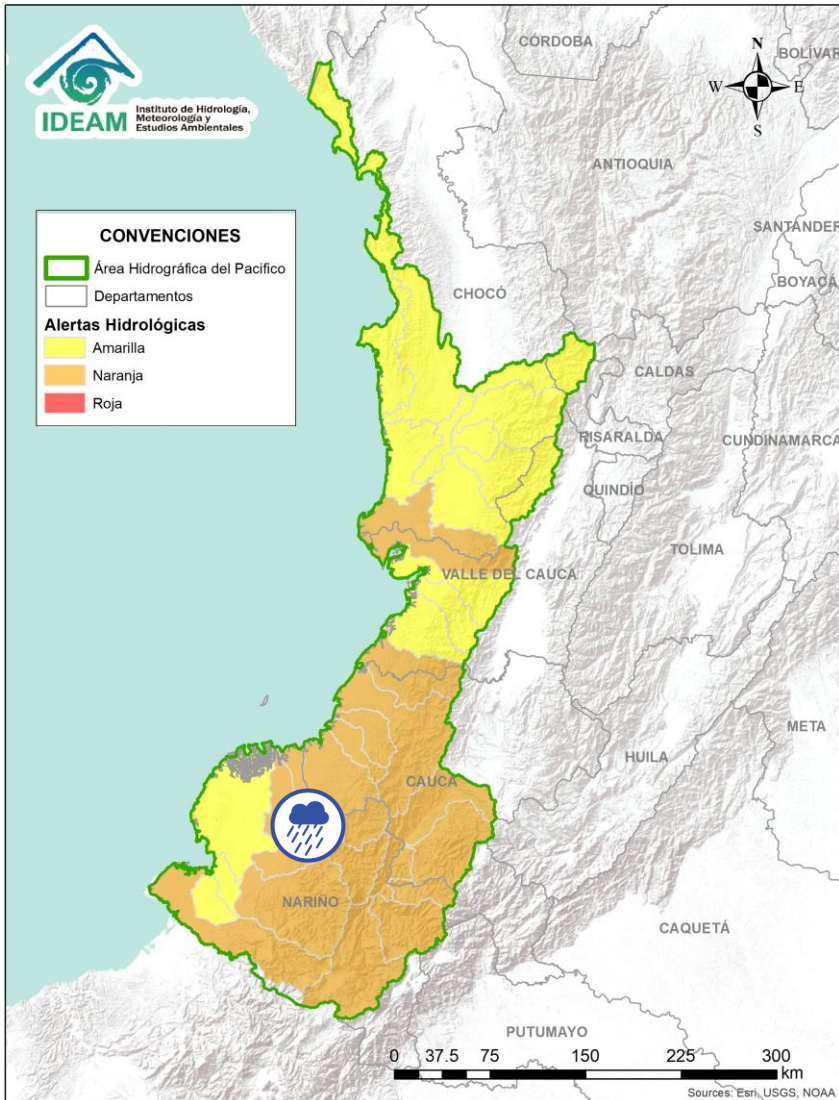 IDEAM
Instituto de Hidrología,
Meteorología y
Estudios Ambientales
CONVENCIONES
Área Hidrográfica del Pacifico
Departamentos
Alertas Hidrológicas
Amarilla
Naranja
Roja
N
W
E
S
CÓRDOBA
BOLÍVAR
ANTIOQUIA
SANTANDER
BOYACÁ
CHOCÓ
CALDAS
RISARALDA
CUNDINAMARCA
QUINDÍO
TOLIMA
VALLE DEL CAUCA
META
HUILA
CAUCA
NARIÑO
CAQUETÁ
PUTUMAYO
0 37.5 75 150 225 300
km
Sources: Esri, USGS, NOAA